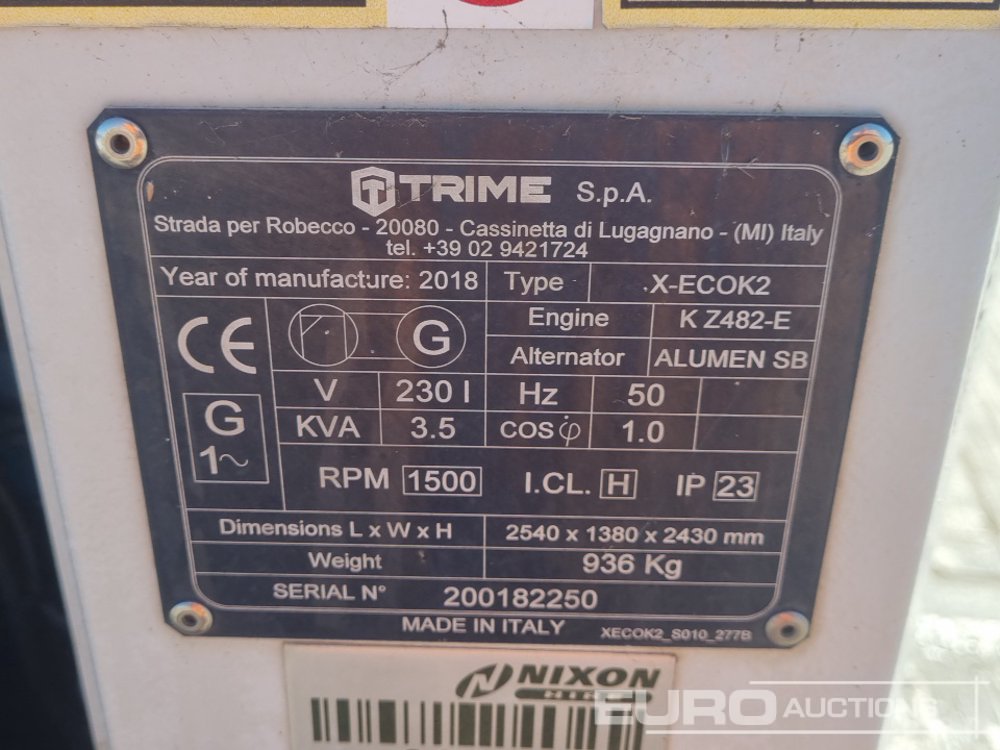 TRIME S.p.A.
Strada per Robecco - 20080 - Cassinetta di Lugagnano - (MI) Italy
tel. +39 02 9421724
Year of manufacture: 2018 Type X-ECOK2
CE G Engine K Z482-E
Alternator ALUMEN SB
V 230 I Hz 50
G 1~ KVA 3.5 COS φ 1.0
RPM 1500 I.CL. H IP 23
Dimensions L x W x H 2540 x 1380 x 2430 mm
Weight 936 Kg
SERIAL N° 200182250
MADE IN ITALY XECOK2_S010_277B
NIXON
HIRE
EURO AUCTIONS